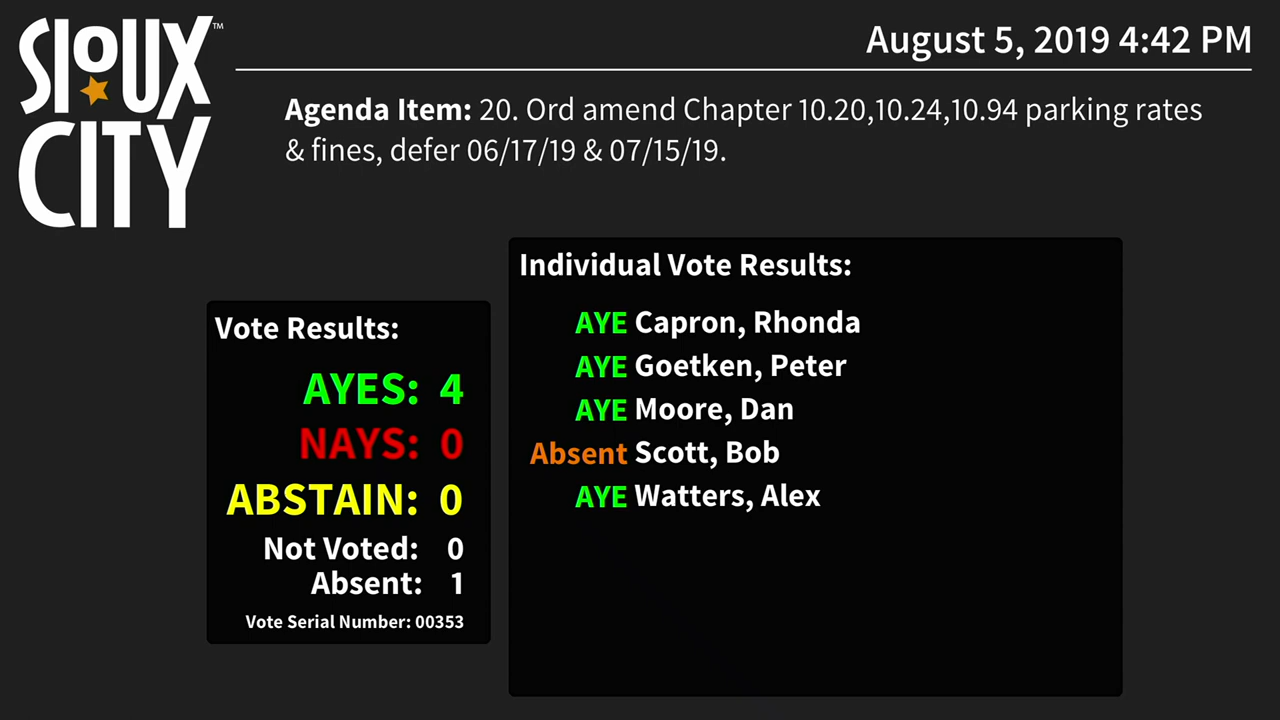 SIOUX™
CITY
August 5, 2019 4:42 PM
Agenda Item: 20. Ord amend Chapter 10.20,10.24,10.94 parking rates
& fines, defer 06/17/19 & 07/15/19.
Vote Results:
AYES: 4
NAYS: 0
ABSTAIN: 0
Not Voted: 0
Absent: 1
Vote Serial Number: 00353
Individual Vote Results:
AYE Capron, Rhonda
AYE Goetken, Peter
AYE Moore, Dan
Absent Scott, Bob
AYE Watters, Alex